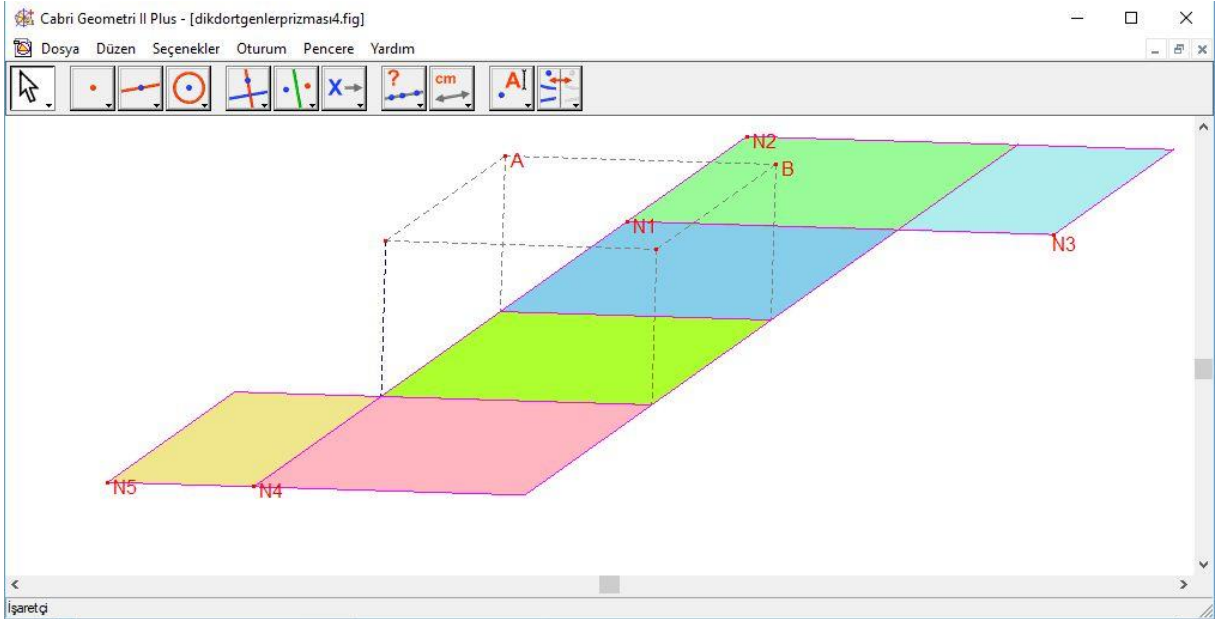 Cabri Geometri II Plus - [dikdortgenlerprizması4.fig]
Dosya Düzen Seçenekler Oturum Pencere Yardım
X
?
cm
A
N2
A
B
N1
N3
N5
N4
İşaretçi